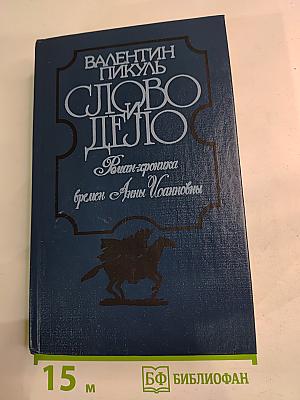 ВАЛЕНТИН
ПИКУЛЬ
СЛОВО
И
ДЕЛО
Роман-хроника
времен Анны Иоанновны
15 м
БФ БИБЛИОФАН